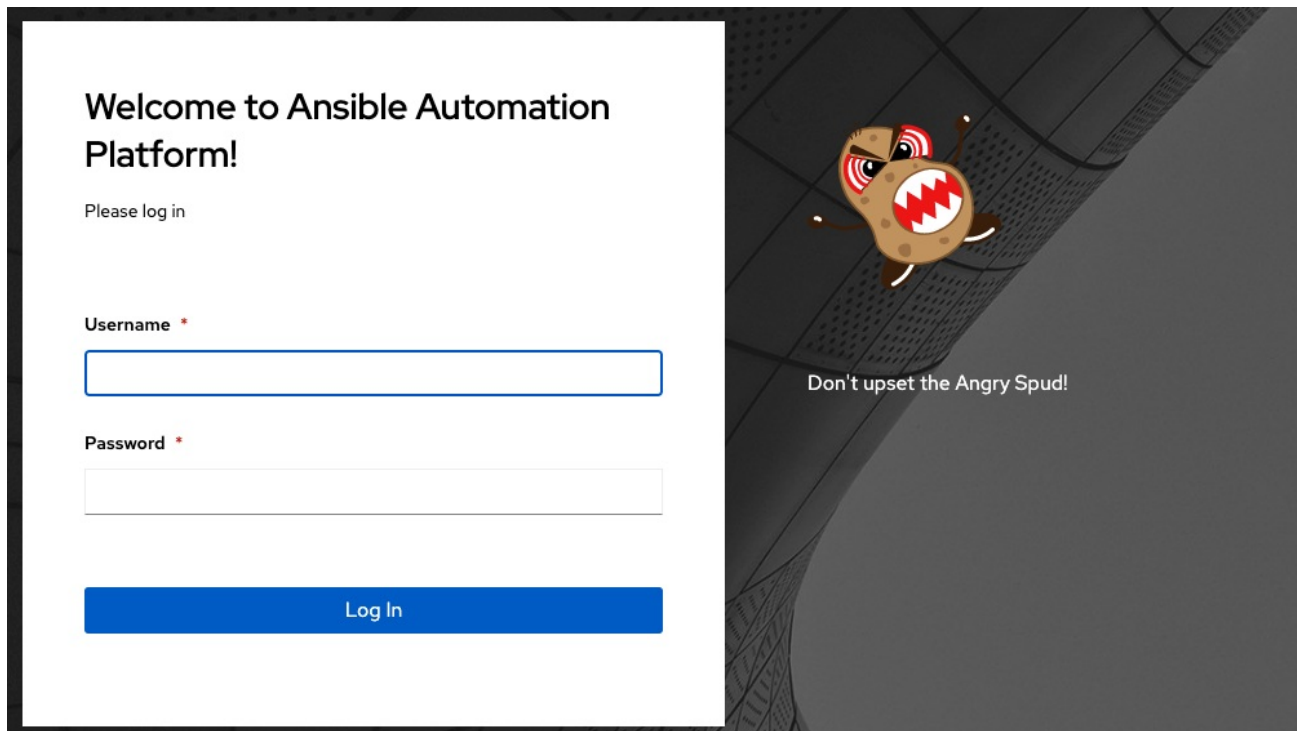 Welcome to Ansible Automation
Platform!
Please log in
Username *
Password *
Log In
Don't upset the Angry Spud!